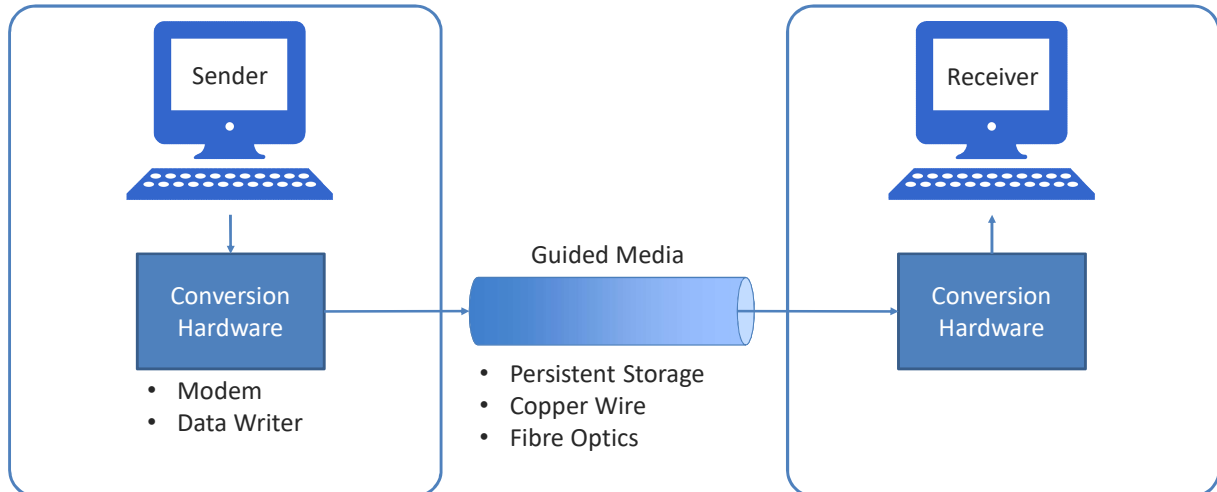 Sender
Receiver
Guided Media
Conversion
Hardware
Conversion
Hardware
• Modem
• Data Writer
• Persistent Storage
• Copper Wire
• Fibre Optics